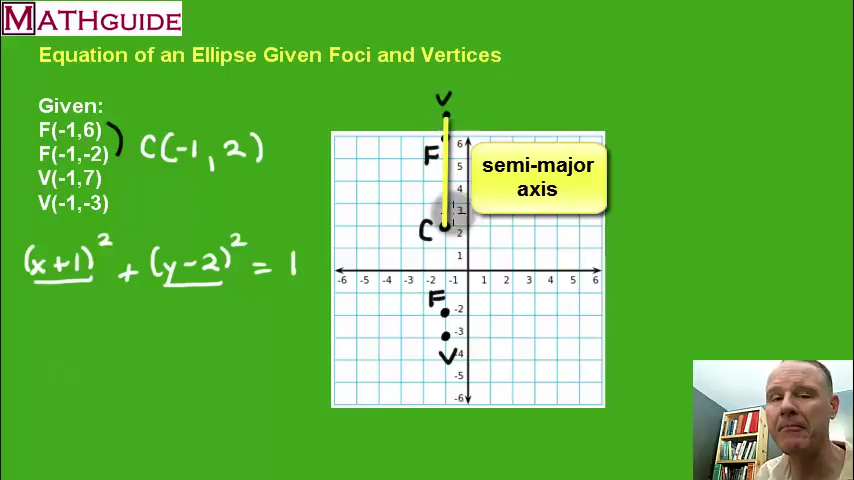 MATHGUIDE
Equation of an Ellipse Given Foci and Vertices
Given:
F(-1,6)
F(-1,-2)
V(-1,7)
V(-1,-3)
C(-1, 2)
(x+1)² + (y-2)² = 1
V
F
C
F
V
semi-major
axis
6
5
4
3
2
1
-6 -5 -4 -3 -2 -1 1 2 3 4 5 6
-2
-3
-4
-5
-6